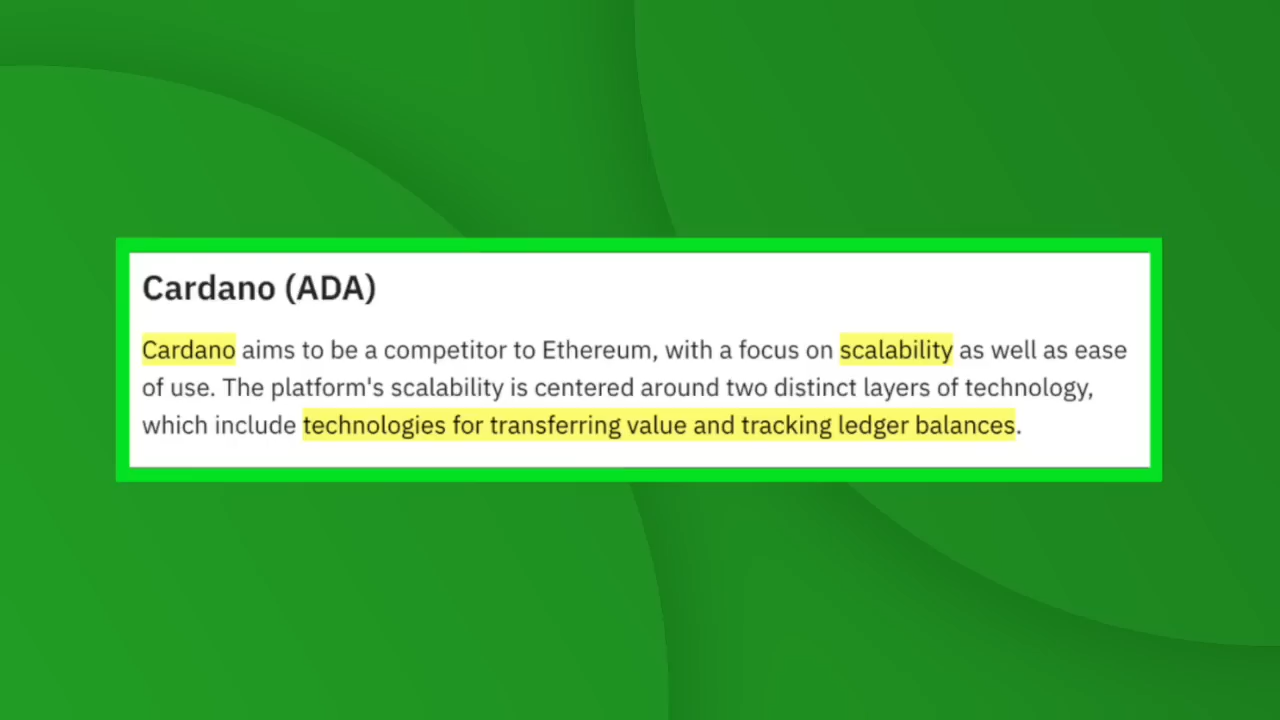 Cardano (ADA)
Cardano aims to be a competitor to Ethereum, with a focus on scalability as well as ease
of use. The platform's scalability is centered around two distinct layers of technology,
which include technologies for transferring value and tracking ledger balances.